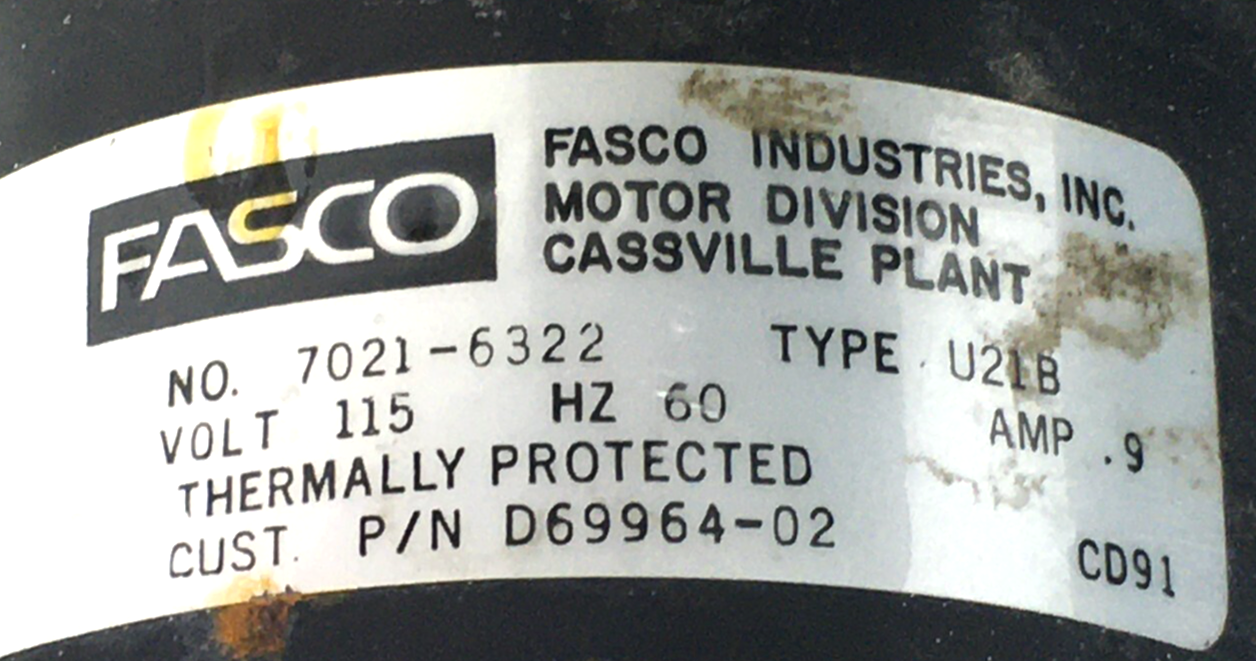 FASCO
FASCO INDUSTRIES, INC.
MOTOR DIVISION
CASSVILLE PLANT
NO. 7021-6322 TYPE U21B
VOLT 115 HZ 60 AMP .9
THERMALLY PROTECTED
CUST. P/N D69964-02
CD91